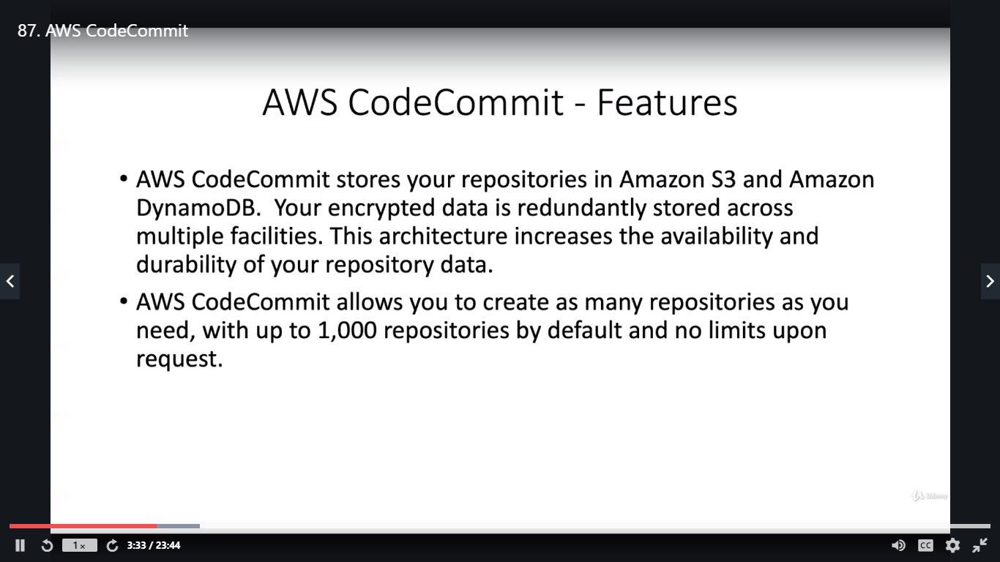 87. AWS CodeCommit
AWS CodeCommit - Features
• AWS CodeCommit stores your repositories in Amazon S3 and Amazon
DynamoDB.  Your encrypted data is redundantly stored across
multiple facilities. This architecture increases the availability and
durability of your repository data.
• AWS CodeCommit allows you to create as many repositories as you
need, with up to 1,000 repositories by default and no limits upon
request.
Udemy
1x
3:33 / 23:44
CC